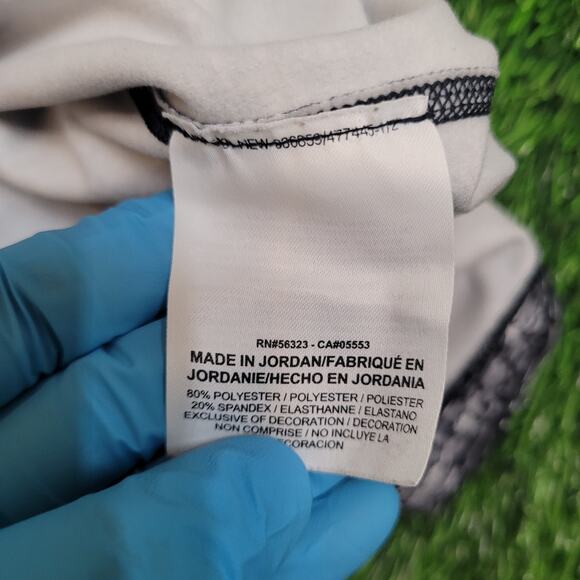 RN#56323 - CA#05553
MADE IN JORDAN/FABRIQUÉ EN
JORDANIE/HECHO EN JORDANIA
80% POLYESTER / POLYESTER / POLIESTER
20% SPANDEX / ELASTHANNE / ELASTANO
EXCLUSIVE OF DECORATION / DECORATION
NON COMPRISE / NO INCLUYE LA